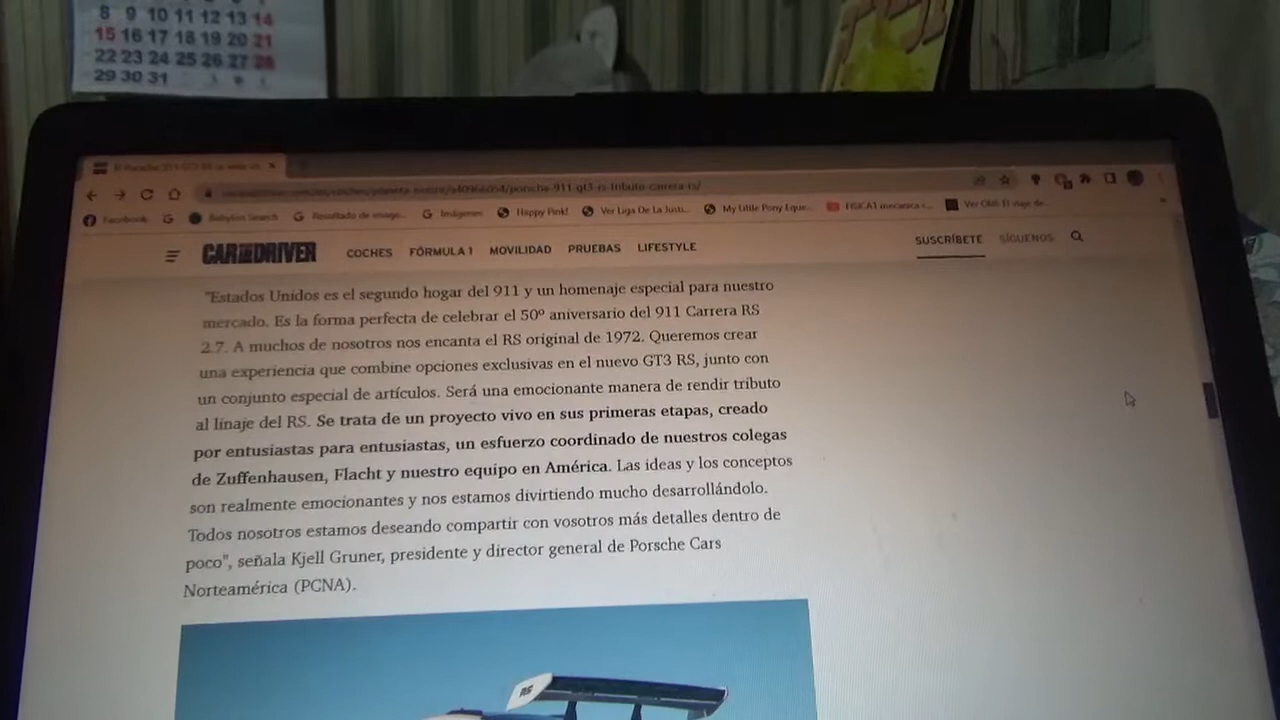 8 9 10 11 12 13 14
15 16 17 18 19 20 21
22 23 24 25 26 27 28
29 30 31
porsche-911-gt3-rs-tributo-carrera-rs/
Facebook
Babylon Search
Resultado de image...
Imágenes
Happy Pink!
Ver Liga De La Justi...
My Little Pony Eque...
CAR AND DRIVER
COCHES
FÓRMULA 1
MOVILIDAD
PRUEBAS
LIFESTYLE
SUSCRÍBETE
SÍGUENOS
"Estados Unidos es el segundo hogar del 911 y un homenaje especial para nuestro
mercado. Es la forma perfecta de celebrar el 50º aniversario del 911 Carrera RS
2.7. A muchos de nosotros nos encanta el RS original de 1972. Queremos crear
una experiencia que combine opciones exclusivas en el nuevo GT3 RS, junto con
un conjunto especial de artículos. Será una emocionante manera de rendir tributo
al linaje del RS. Se trata de un proyecto vivo en sus primeras etapas, creado
por entusiastas para entusiastas, un esfuerzo coordinado de nuestros colegas
de Zuffenhausen, Flacht y nuestro equipo en América. Las ideas y los conceptos
son realmente emocionantes y nos estamos divirtiendo mucho desarrollándolo.
Todos nosotros estamos deseando compartir con vosotros más detalles dentro de
poco", señala Kjell Gruner, presidente y director general de Porsche Cars
Norteamérica (PCNA).
RS